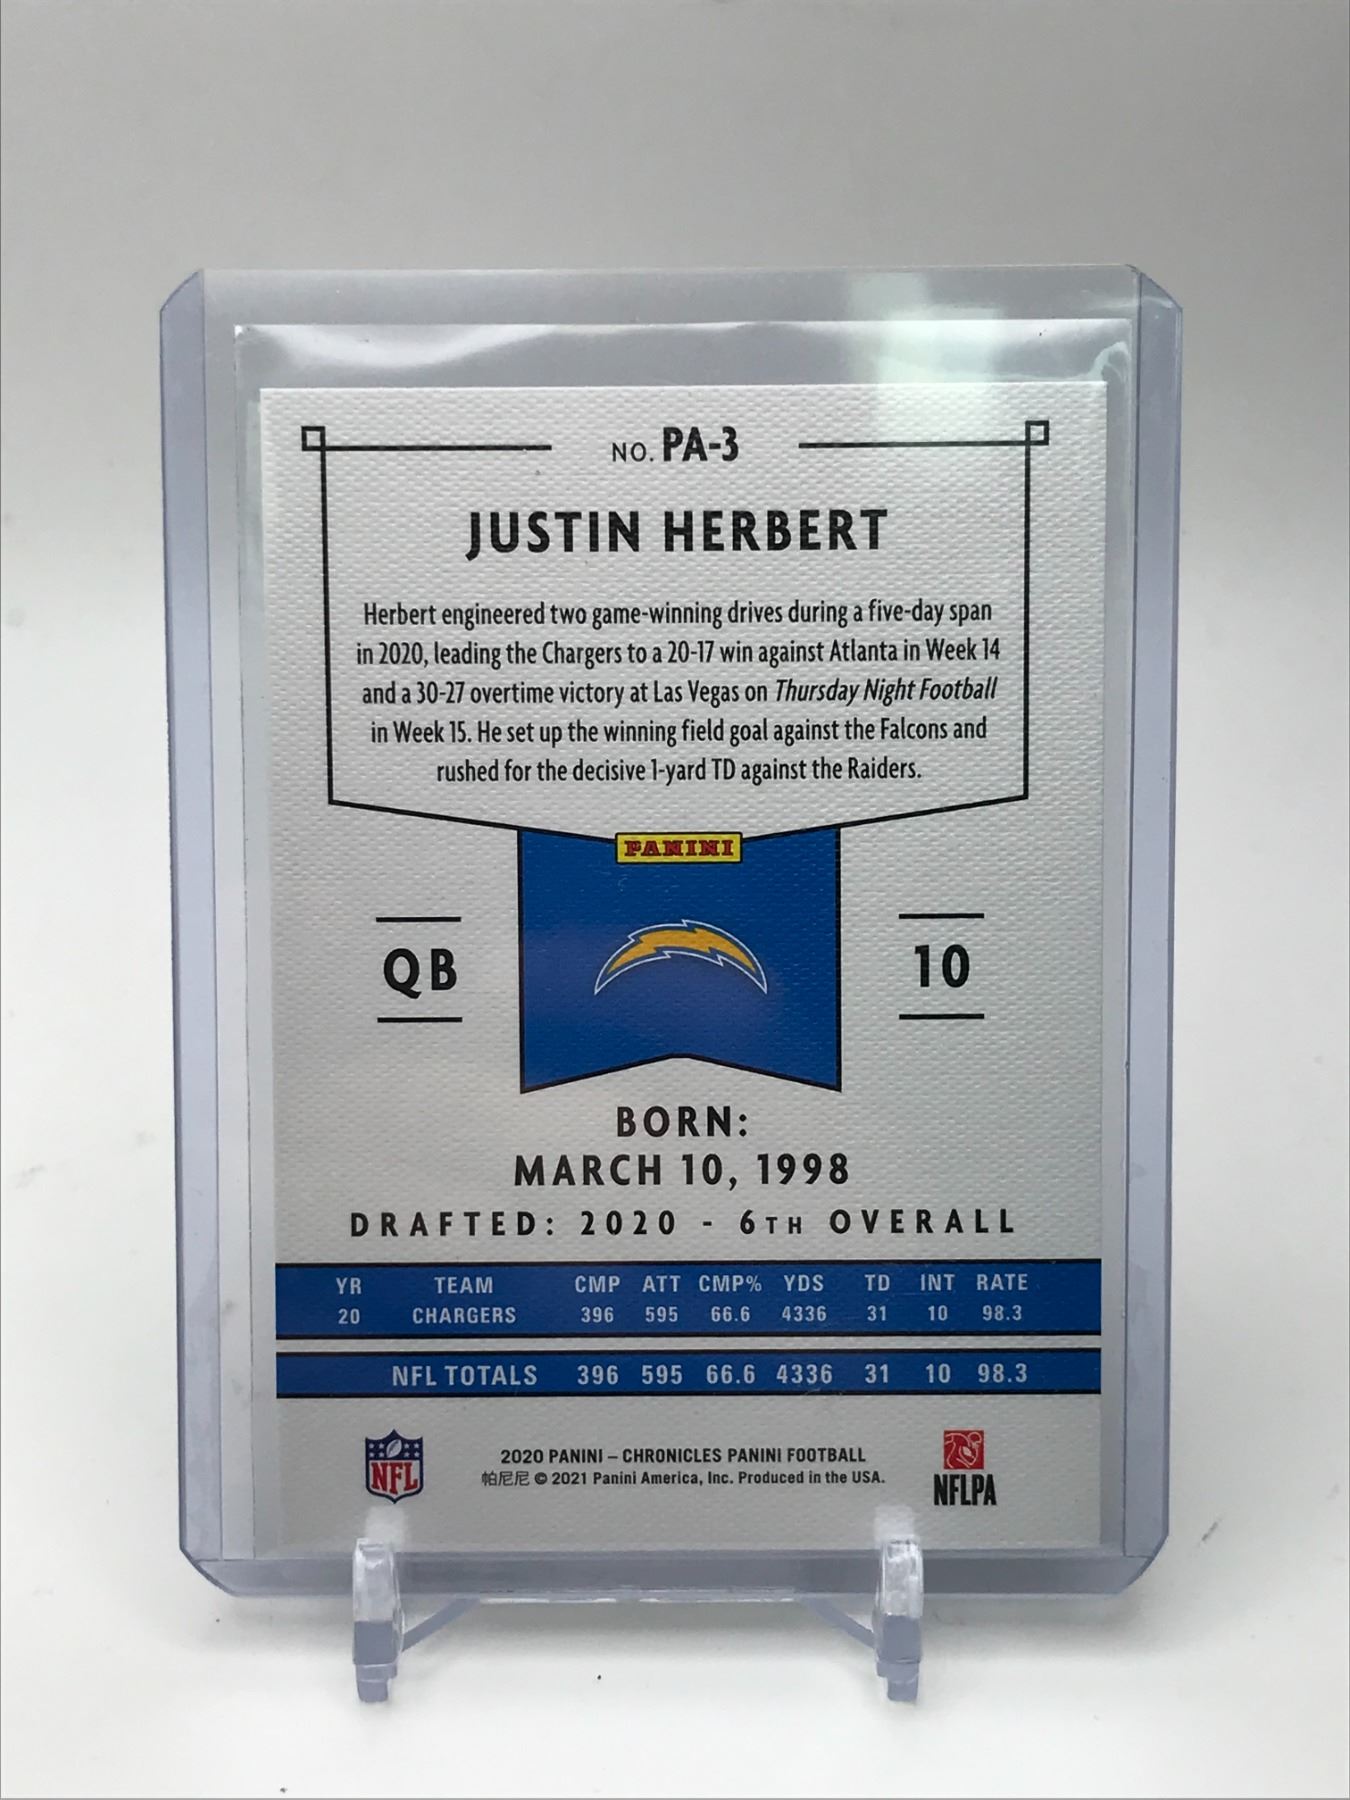 NO. PA-3
JUSTIN HERBERT
Herbert engineered two game-winning drives during a five-day span
in 2020, leading the Chargers to a 20-17 win against Atlanta in Week 14
and a 30-27 overtime victory at Las Vegas on Thursday Night Football
in Week 15. He set up the winning field goal against the Falcons and
rushed for the decisive 1-yard TD against the Raiders.
PANINI
QB
10
BORN:
MARCH 10, 1998
DRAFTED: 2020 - 6TH OVERALL
YR TEAM CMP ATT CMP% YDS TD INT RATE
20 CHARGERS 396 595 66.6 4336 31 10 98.3
NFL TOTALS 396 595 66.6 4336 31 10 98.3
NFL
2020 PANINI – CHRONICLES PANINI FOOTBALL
帕尼尼 © 2021 Panini America, Inc. Produced in the USA.
NFLPA